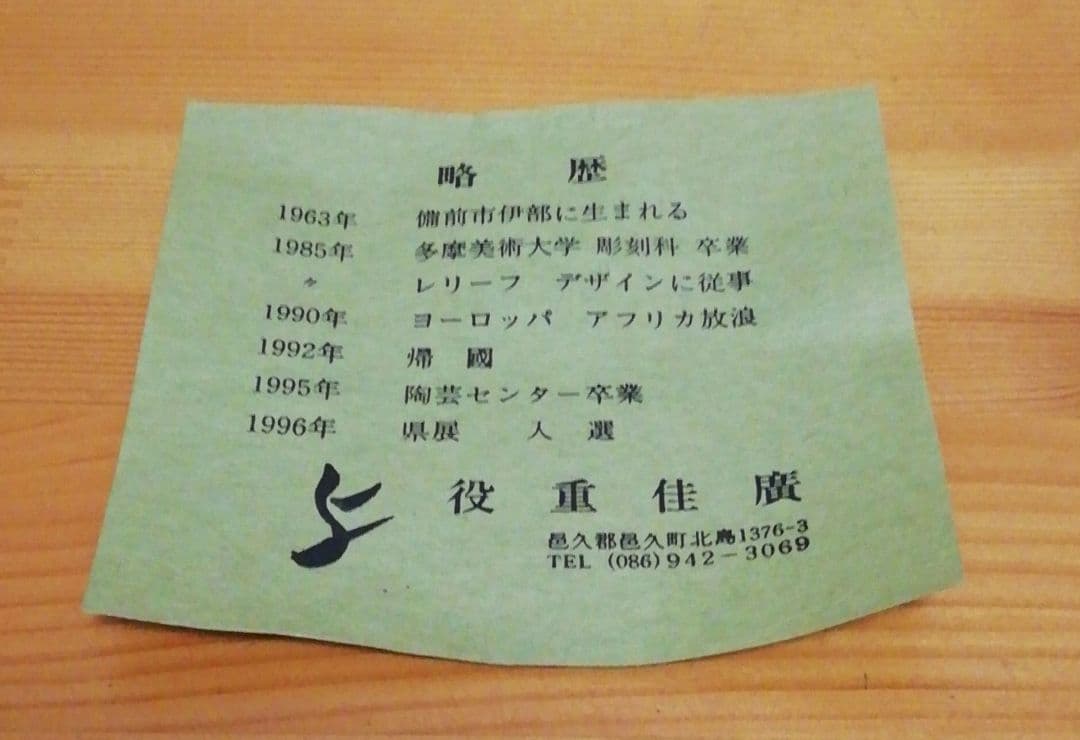 略 歴
1963年 備前市伊部に生まれる
1985年 多摩美術大学 彫刻科 卒業
〃 レリーフ デザインに従事
1990年 ヨーロッパ アフリカ放浪
1992年 帰 國
1995年 陶芸センター卒業
1996年 県展 入 選
役 重 佳 廣
邑久郡邑久町北島1376-3
TEL (086)942-3069